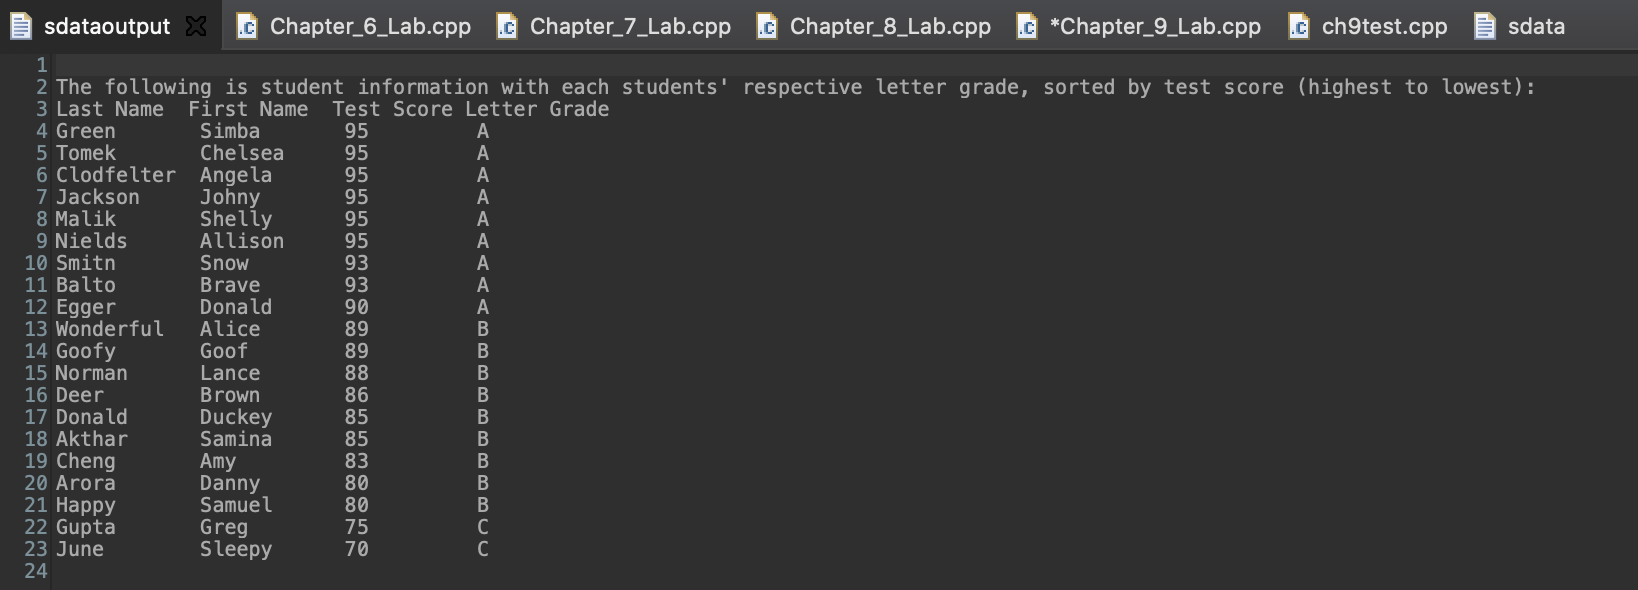 sdataoutput Chapter_6_Lab.cpp Chapter_7_Lab.cpp Chapter_8_Lab.cpp *Chapter_9_Lab.cpp ch9test.cpp sdata
1
2 The following is student information with each students' respective letter grade, sorted by test score (highest to lowest):
3 Last Name  First Name  Test Score Letter Grade
4 Green       Simba       95         A
5 Tomek       Chelsea     95         A
6 Clodfelter  Angela      95         A
7 Jackson     Johny       95         A
8 Malik       Shelly      95         A
9 Nields      Allison     95         A
10 Smitn       Snow        93         A
11 Balto       Brave       93         A
12 Egger       Donald      90         A
13 Wonderful   Alice       89         B
14 Goofy       Goof        89         B
15 Norman      Lance       88         B
16 Deer        Brown       86         B
17 Donald      Duckey      85         B
18 Akthar      Samina      85         B
19 Cheng       Amy         83         B
20 Arora       Danny       80         B
21 Happy       Samuel      80         B
22 Gupta       Greg        75         C
23 June        Sleepy      70         C
24